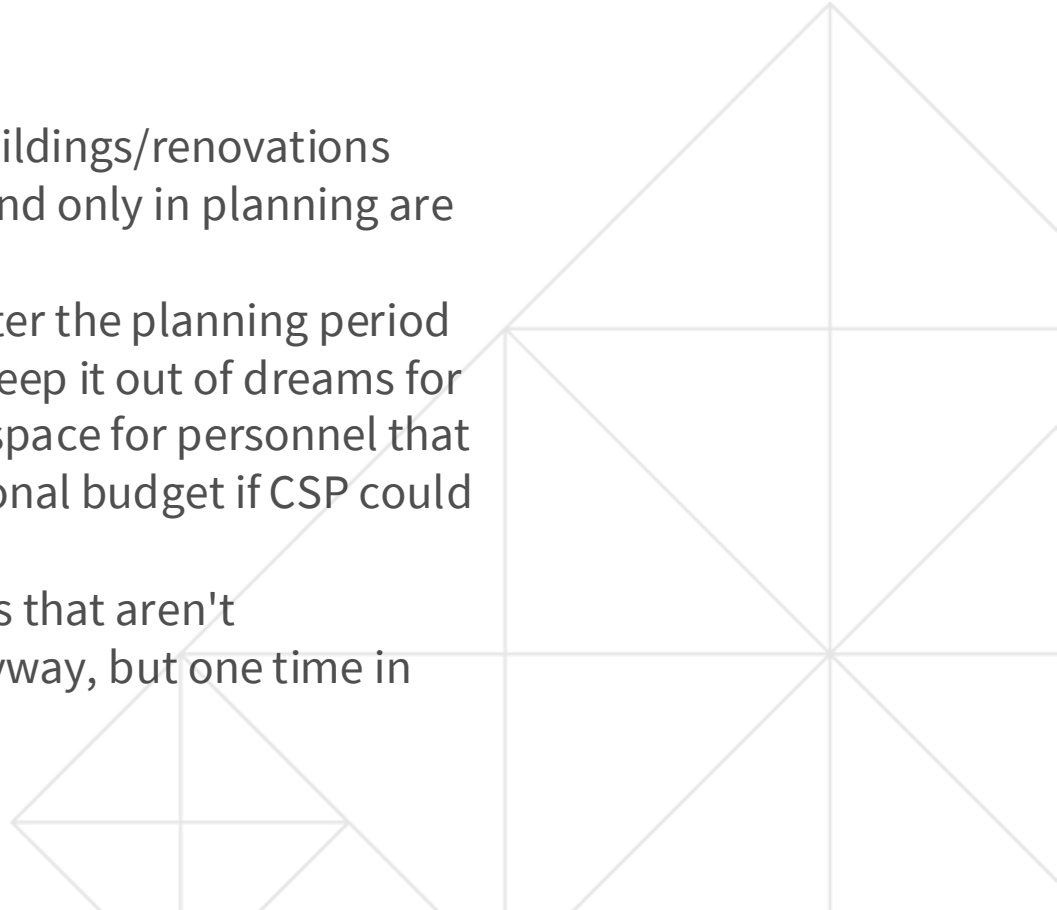 ildings/renovations
nd only in planning are
ter the planning period
eep it out of dreams for
space for personnel that
onal budget if CSP could
s that aren't
yway, but one time in